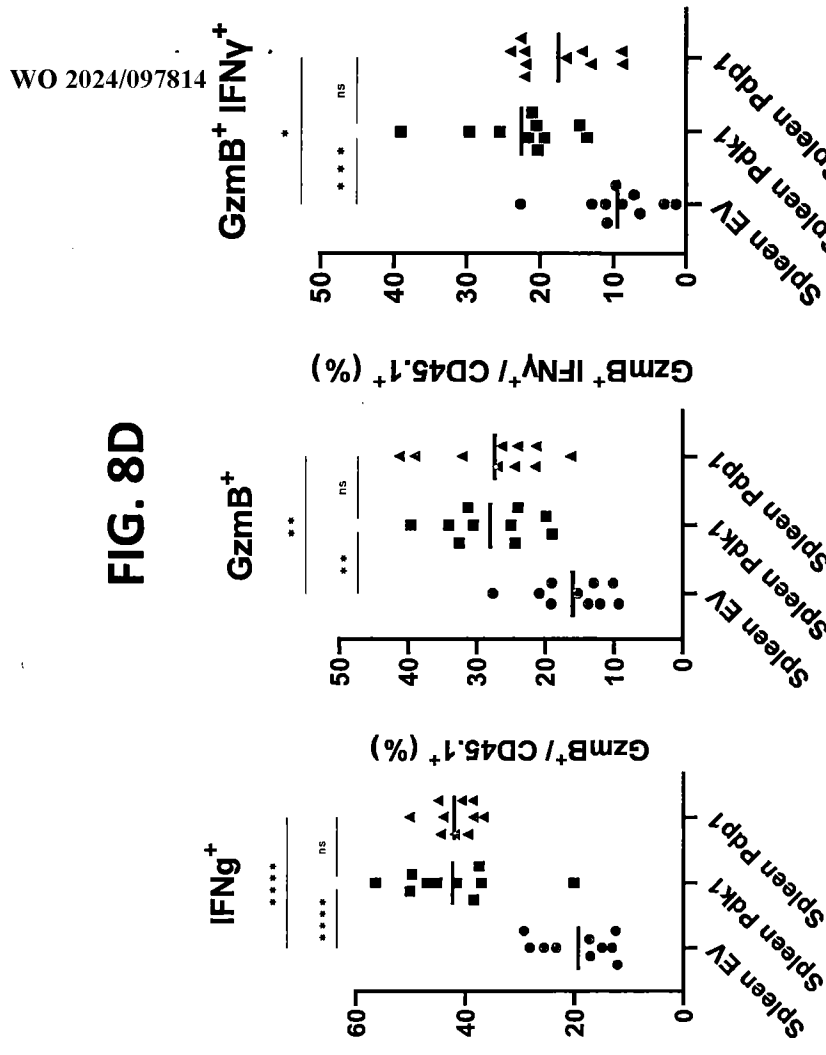 WO 2024/097814
FIG. 8D
IFNg+
****
****
ns
60
40
20
0
Spleen EV
Spleen Pdk1
Spleen Pdp1
GzmB+
**
**
ns
GzmB+/ CD45.1+ (%)
50
40
30
20
10
0
Spleen EV
Spleen Pdk1
Spleen Pdp1
GzmB+ IFNγ+
*
***
ns
GzmB+ IFNγ+/ CD45.1+ (%)
50
40
30
20
10
0
Spleen EV
Spleen Pdk1
Spleen Pdp1